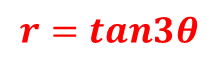 r = tan3θ